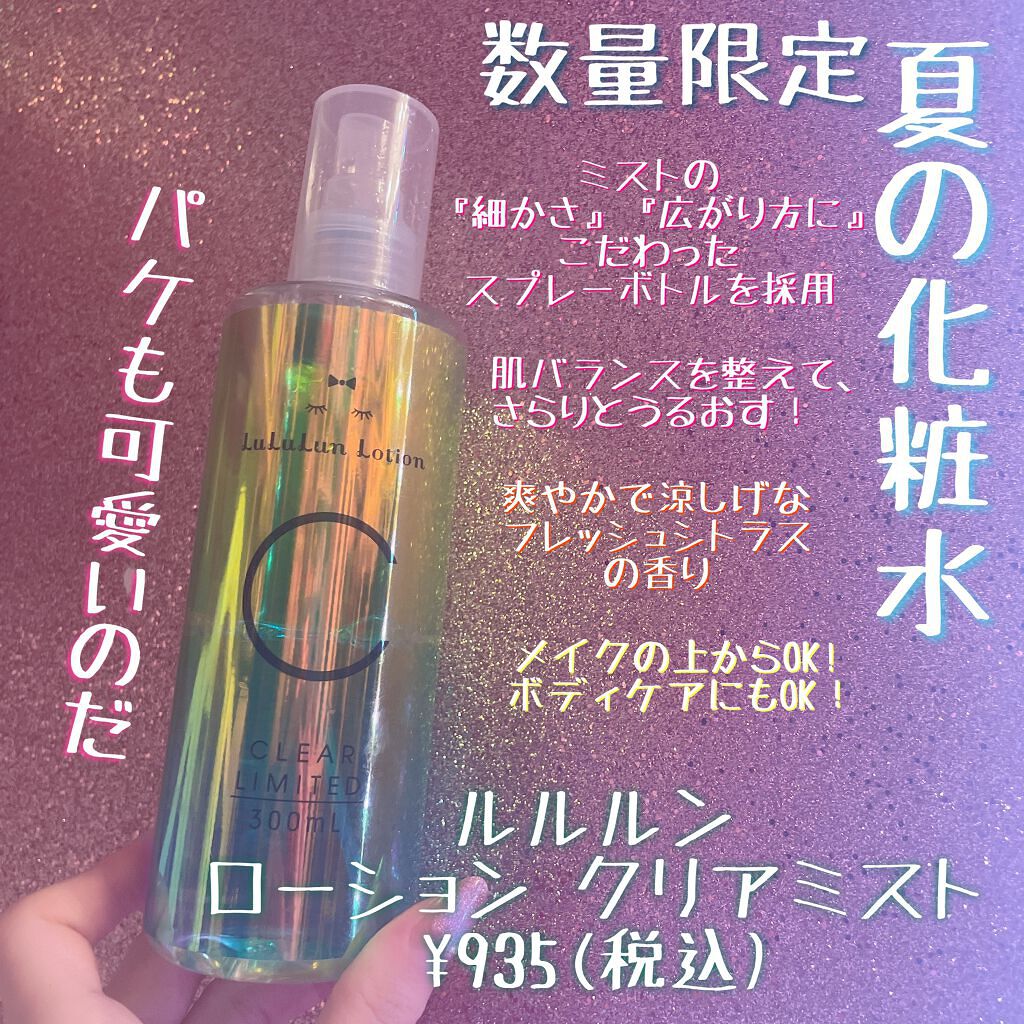 数量限定
夏の化粧水
ミストの
『細かさ』『広がり方に』
こだわった
スプレーボトルを採用
肌バランスを整えて、
さらりとうるおす！
爽やかで涼しげな
フレッシュシトラス
の香り
メイクの上からOK!
ボディケアにもOK！
パケも可愛いのだ
LuLuLun Lotion
C
CLEAR
LIMITED
300mL
ルルルン
ローション クリアミスト
¥935(税込)